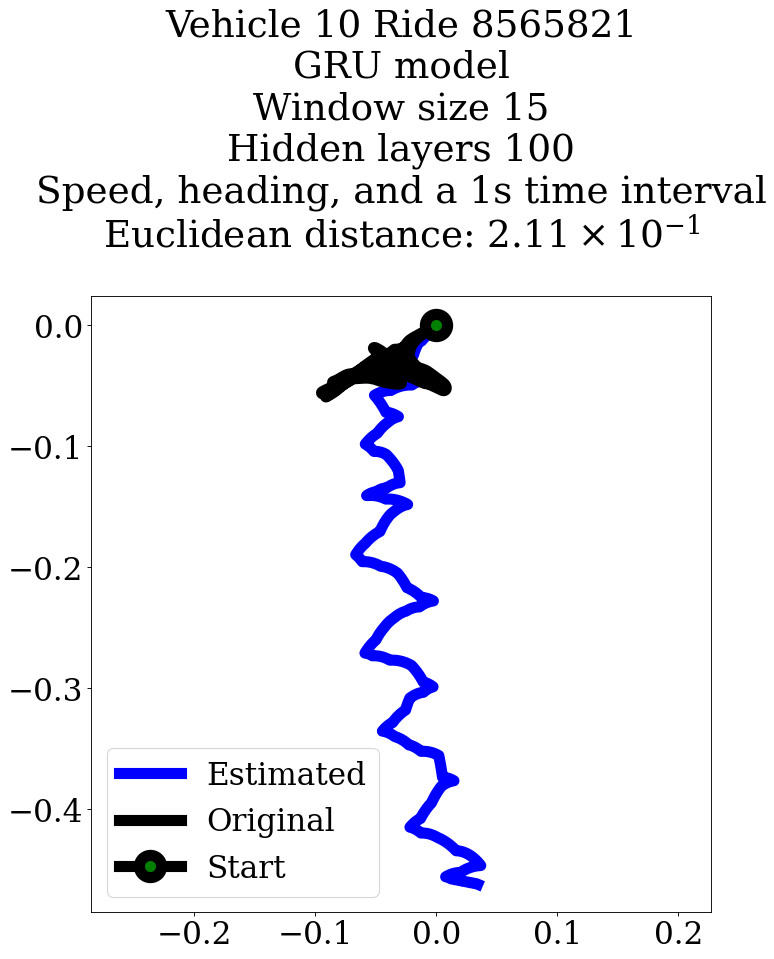 Vehicle 10 Ride 8565821
GRU model
Window size 15
Hidden layers 100
Speed, heading, and a 1s time interval
Euclidean distance: 2.11 × 10⁻¹
0.0
−0.1
−0.2
−0.3
−0.4
Estimated
Original
Start
−0.2 −0.1 0.0 0.1 0.2